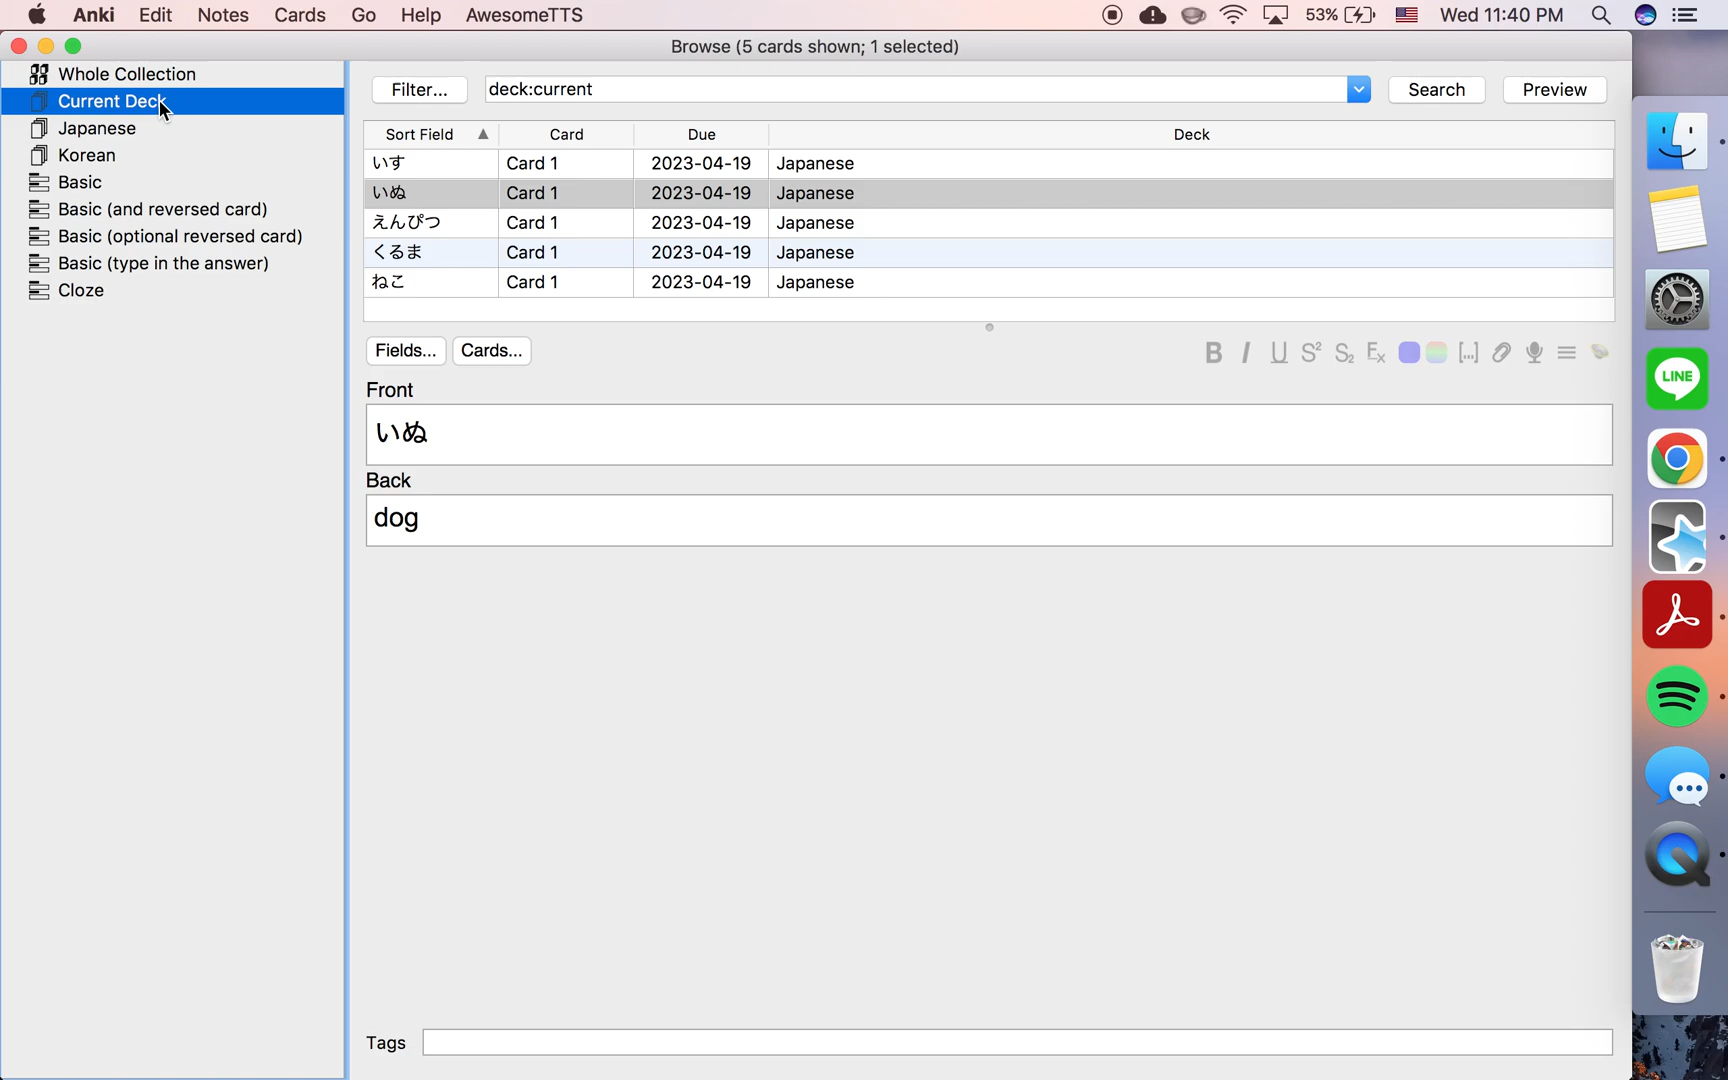 Anki Edit Notes Cards Go Help AwesomeTTS 53% Wed 11:40 PM
Browse (5 cards shown; 1 selected)
Whole Collection
Current Deck
Japanese
Korean
Basic
Basic (and reversed card)
Basic (optional reversed card)
Basic (type in the answer)
Cloze
Filter... deck:current Search Preview
Sort Field Card Due Deck
いす Card 1 2023-04-19 Japanese
いぬ Card 1 2023-04-19 Japanese
えんぴつ Card 1 2023-04-19 Japanese
くるま Card 1 2023-04-19 Japanese
ねこ Card 1 2023-04-19 Japanese
Fields... Cards... B I U S² S₂ Ex [...]
Front
いぬ
Back
dog
Tags
LINE